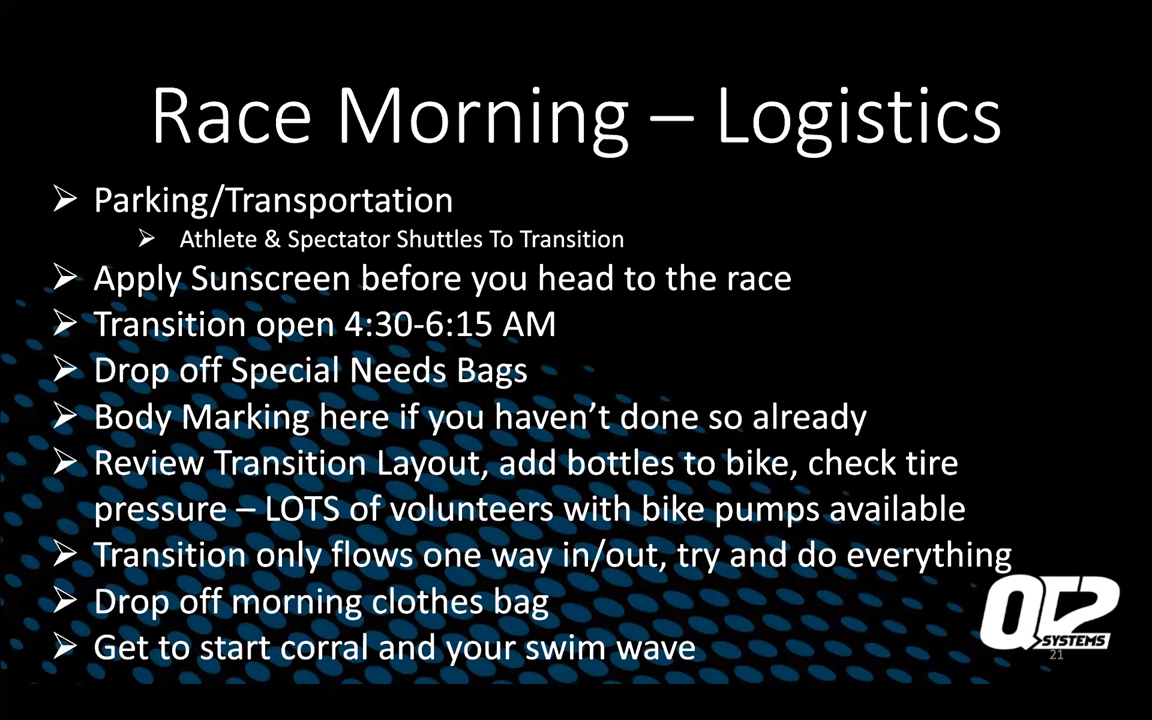 Race Morning – Logistics
➢ Parking/Transportation
➢ Athlete & Spectator Shuttles To Transition
➢ Apply Sunscreen before you head to the race
➢ Transition open 4:30-6:15 AM
➢ Drop off Special Needs Bags
➢ Body Marking here if you haven’t done so already
➢ Review Transition Layout, add bottles to bike, check tire
pressure – LOTS of volunteers with bike pumps available
➢ Transition only flows one way in/out, try and do everything
➢ Drop off morning clothes bag
➢ Get to start corral and your swim wave
QT2
SYSTEMS
21